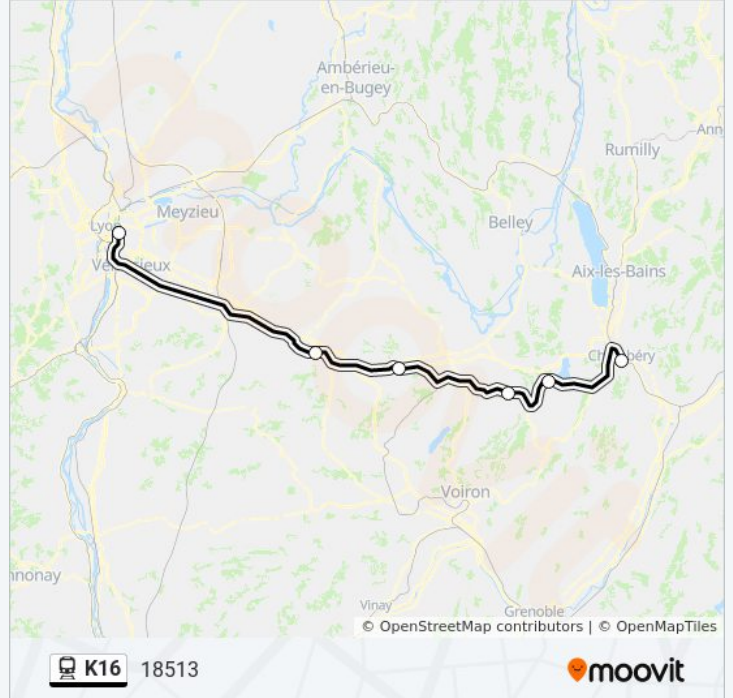 Ambérieu-
en-Bugey
Ann
Rumilly
Meyzieu
Lyon
Belley
Aix-les-Bains
Chambéry
Voiron
nnonay
Vinay
Grenoble
© OpenStreetMap contributors | © OpenMapTiles
K16 18513
moovit